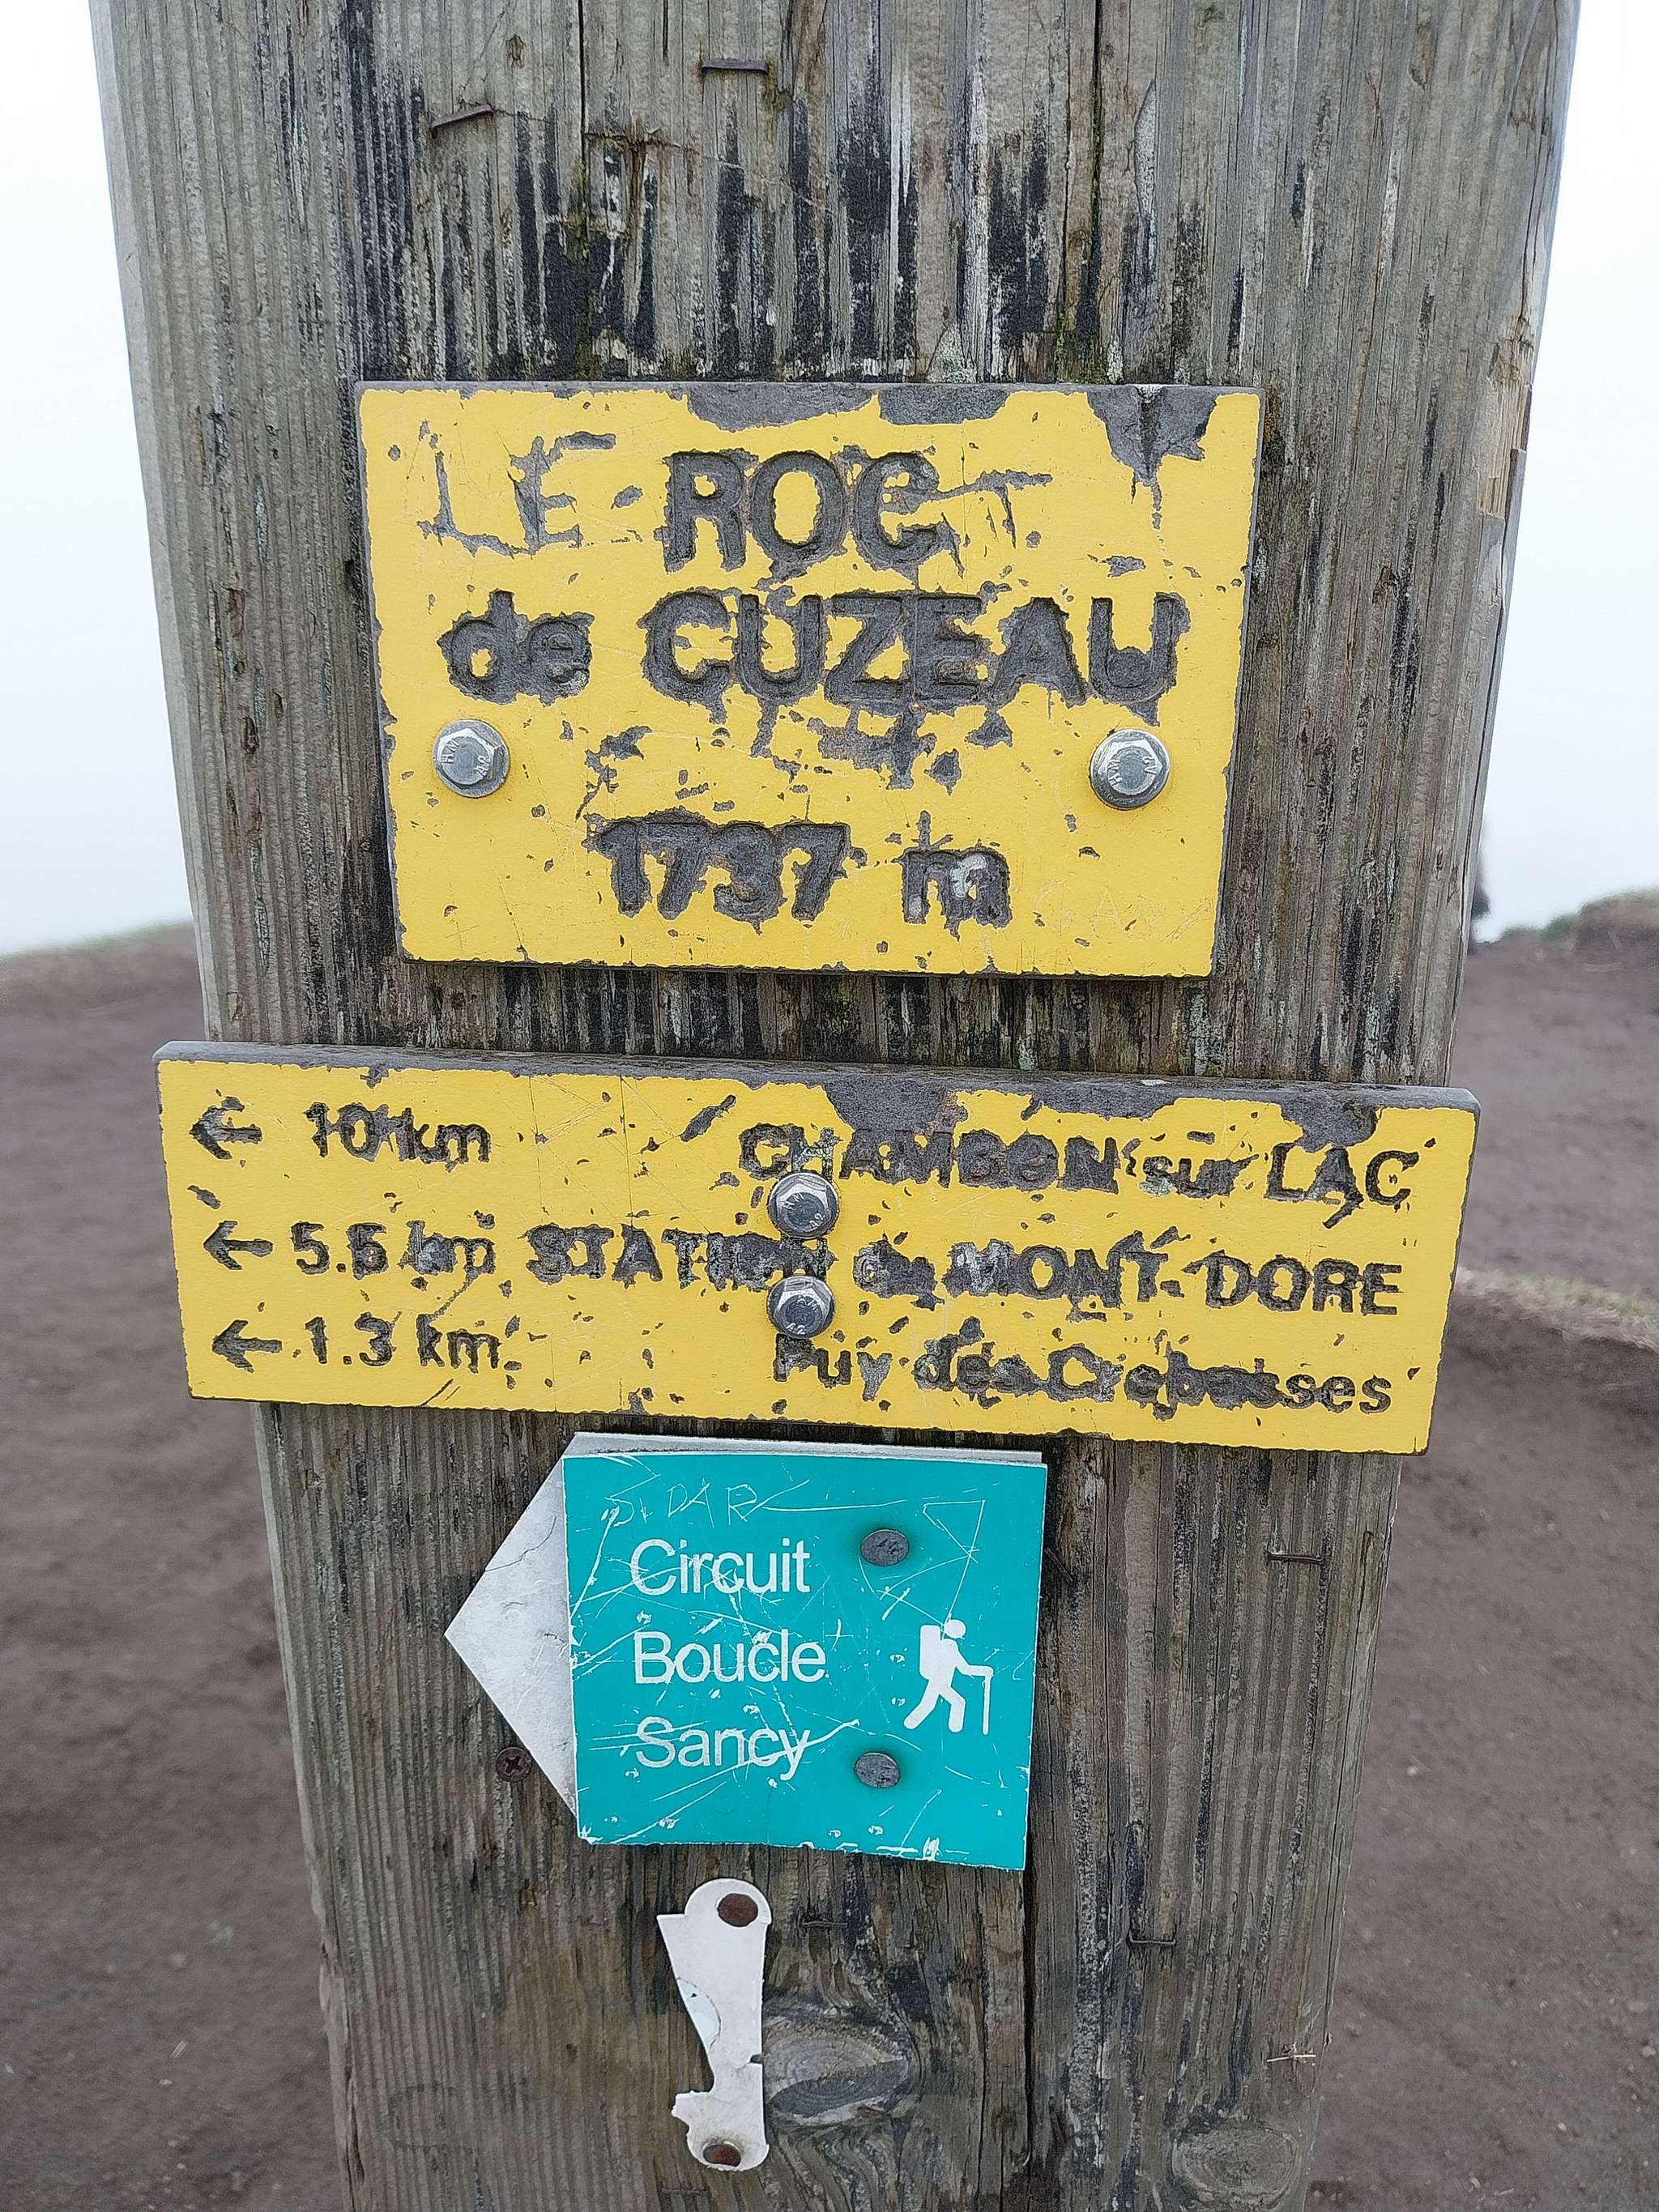 LE ROC
de CUZEAU
1737 m
← 10 km CHAMBON sur LAC
← 5.5 km STATION du MONT-DORE
← 1.3 km Puy des Crebasses
Circuit
Boucle
Sancy